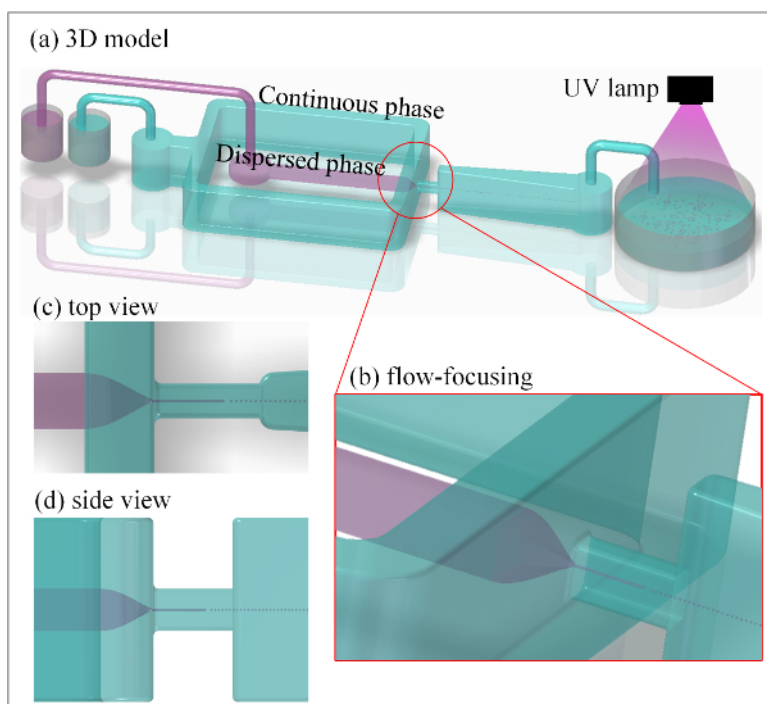 (a) 3D model
UV lamp
Continuous phase
Dispersed phase
(c) top view
(b) flow-focusing
(d) side view